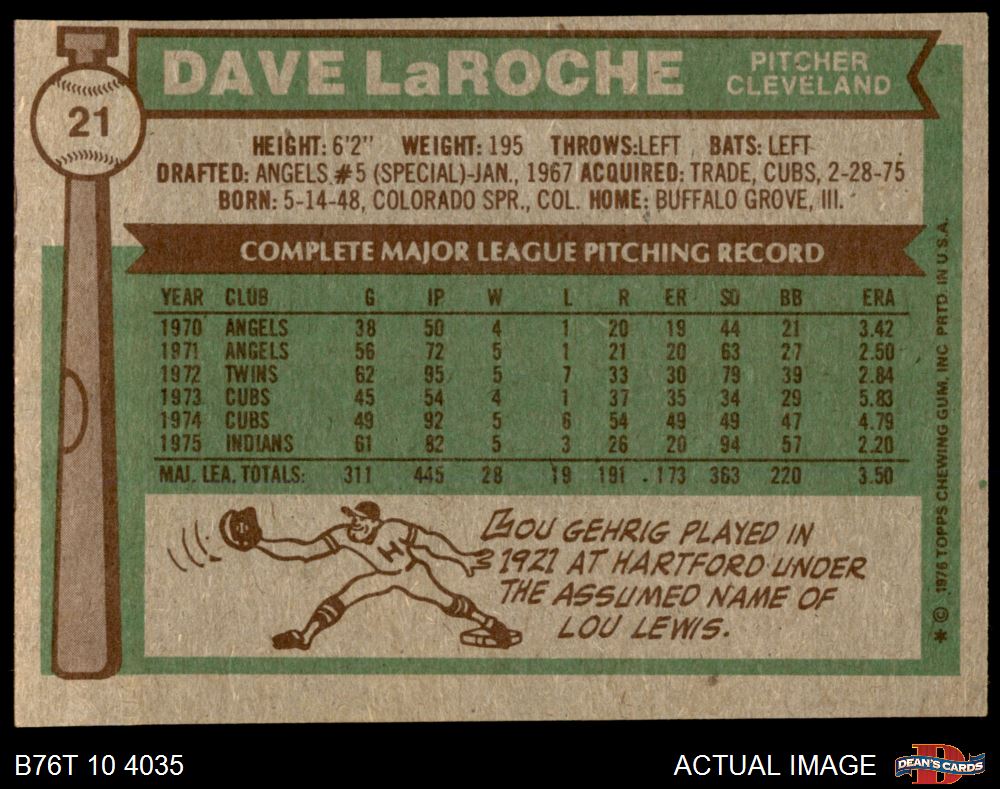 21
DAVE LaROCHE
PITCHER
CLEVELAND
HEIGHT: 6'2" WEIGHT: 195 THROWS:LEFT BATS: LEFT
DRAFTED: ANGELS #5 (SPECIAL)-JAN., 1967 ACQUIRED: TRADE, CUBS, 2-28-75
BORN: 5-14-48, COLORADO SPR., COL. HOME: BUFFALO GROVE, Ill.
COMPLETE MAJOR LEAGUE PITCHING RECORD
YEAR CLUB G IP W L R ER SO BB ERA
1970 ANGELS 38 50 4 1 20 19 44 21 3.42
1971 ANGELS 56 72 5 1 21 20 63 27 2.50
1972 TWINS 62 95 5 7 33 30 79 39 2.84
1973 CUBS 45 54 4 1 37 35 34 29 5.83
1974 CUBS 49 92 5 6 54 49 49 47 4.79
1975 INDIANS 61 82 5 3 26 20 94 57 2.20
MAJ. LEA. TOTALS: 311 445 28 19 191 173 363 220 3.50
H
LOU GEHRIG PLAYED IN
1921 AT HARTFORD UNDER
THE ASSUMED NAME OF
LOU LEWIS.
* © 1976 TOPPS CHEWING GUM, INC. PRTD. IN U.S.A.
B76T 10 4035
ACTUAL IMAGE
D
DEAN'S CARDS